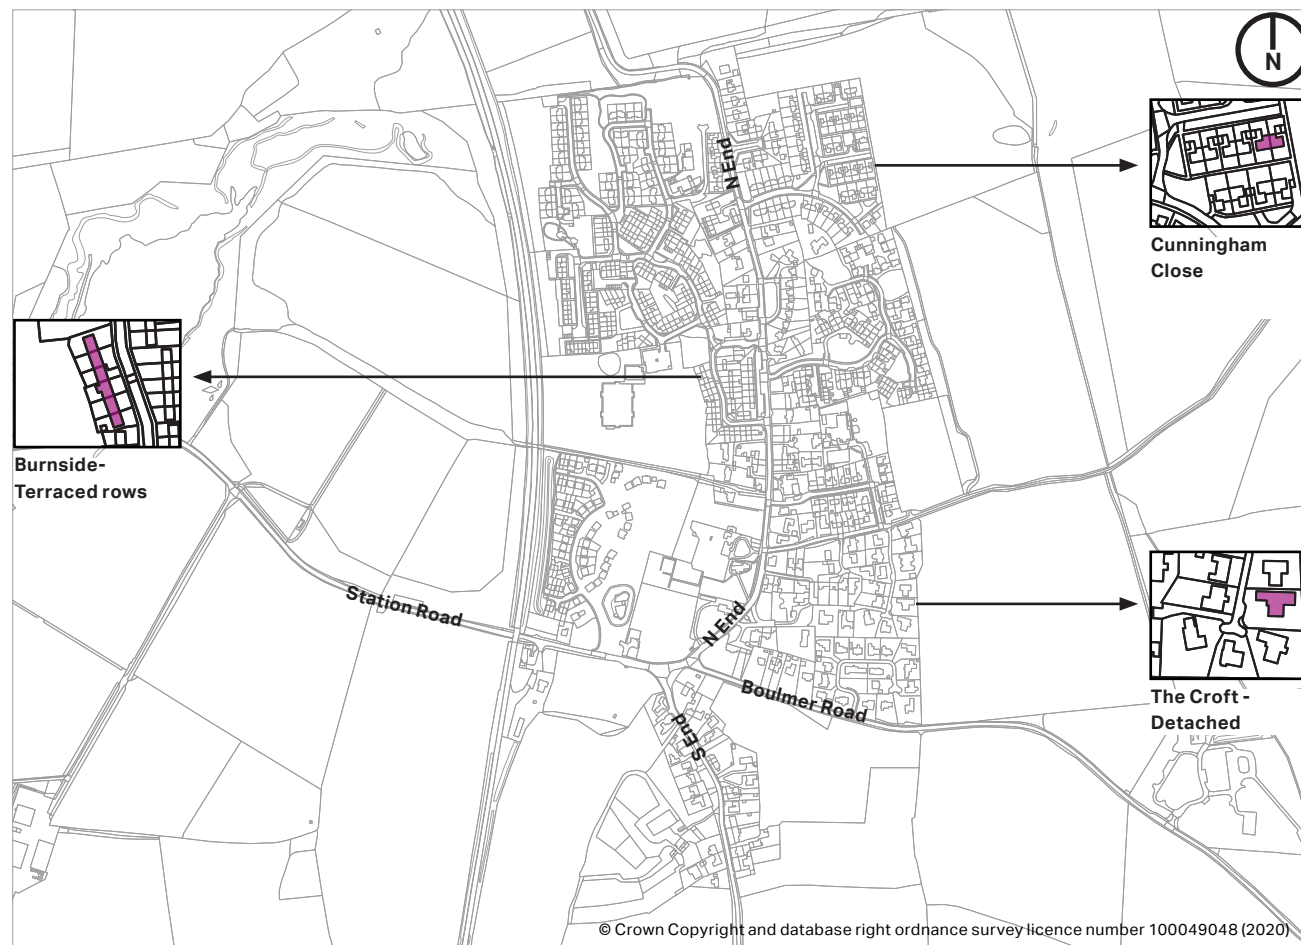 N
N End
Cunningham
Close
Burnside-
Terraced rows
Station Road
N End
The Croft -
Detached
Boulmer Road
S End
© Crown Copyright and database right ordnance survey licence number 100049048 (2020)